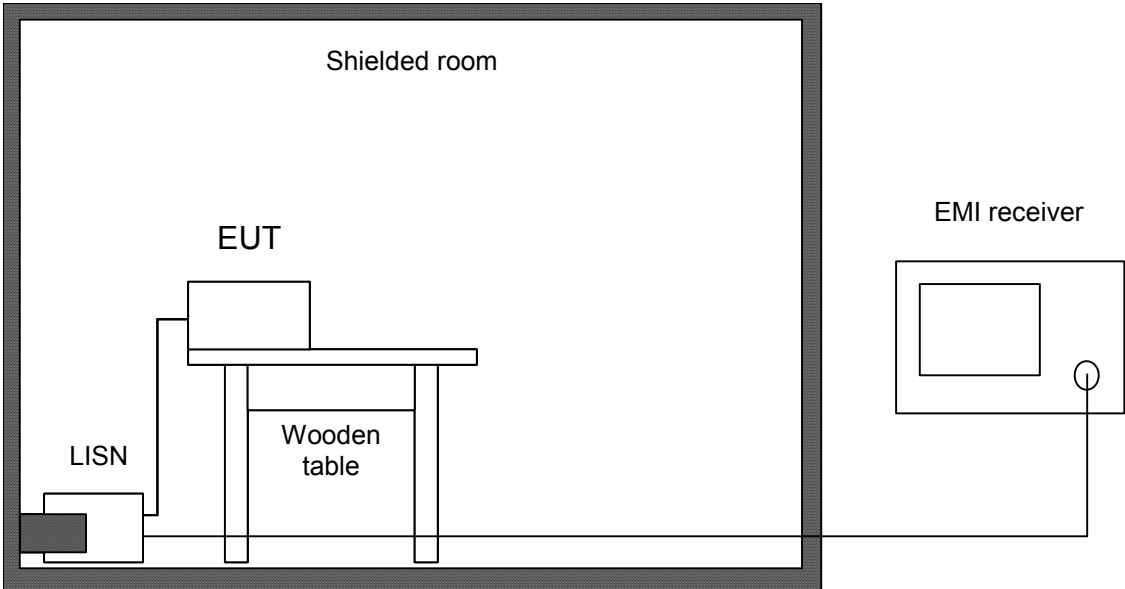 Shielded room
EMI receiver
EUT
Wooden
table
LISN